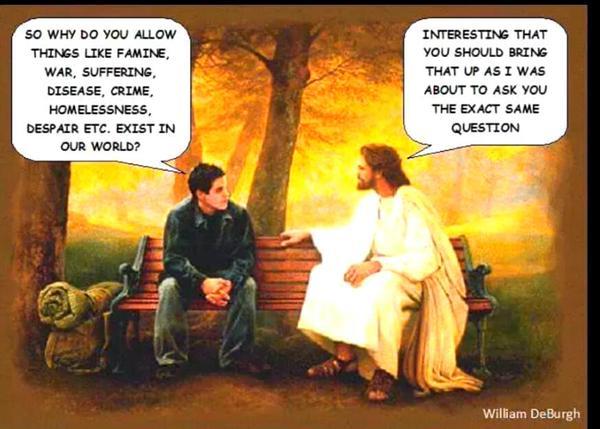 SO WHY DO YOU ALLOW
THINGS LIKE FAMINE,
WAR, SUFFERING,
DISEASE, CRIME,
HOMELESSNESS,
DESPAIR ETC. EXIST IN
OUR WORLD?
INTERESTING THAT
YOU SHOULD BRING
THAT UP AS I WAS
ABOUT TO ASK YOU
THE EXACT SAME
QUESTION
William DeBurgh